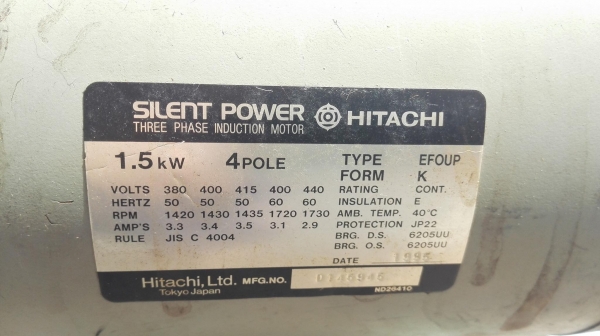 SILENT POWER HITACHI
THREE PHASE INDUCTION MOTOR
1.5 kW 4 POLE TYPE EFOUP
FORM K
VOLTS 380 400 415 400 440 RATING CONT.
HERTZ 50 50 50 60 60 INSULATION E
RPM 1420 1430 1435 1720 1730 AMB. TEMP. 40°C
AMP'S 3.3 3.4 3.5 3.1 2.9 PROTECTION JP22
RULE JIS C 4004 BRG. D.S. 6205UU
BRG. O.S. 6205UU
DATE
Hitachi, Ltd. MFG.NO.
Tokyo Japan ND29410